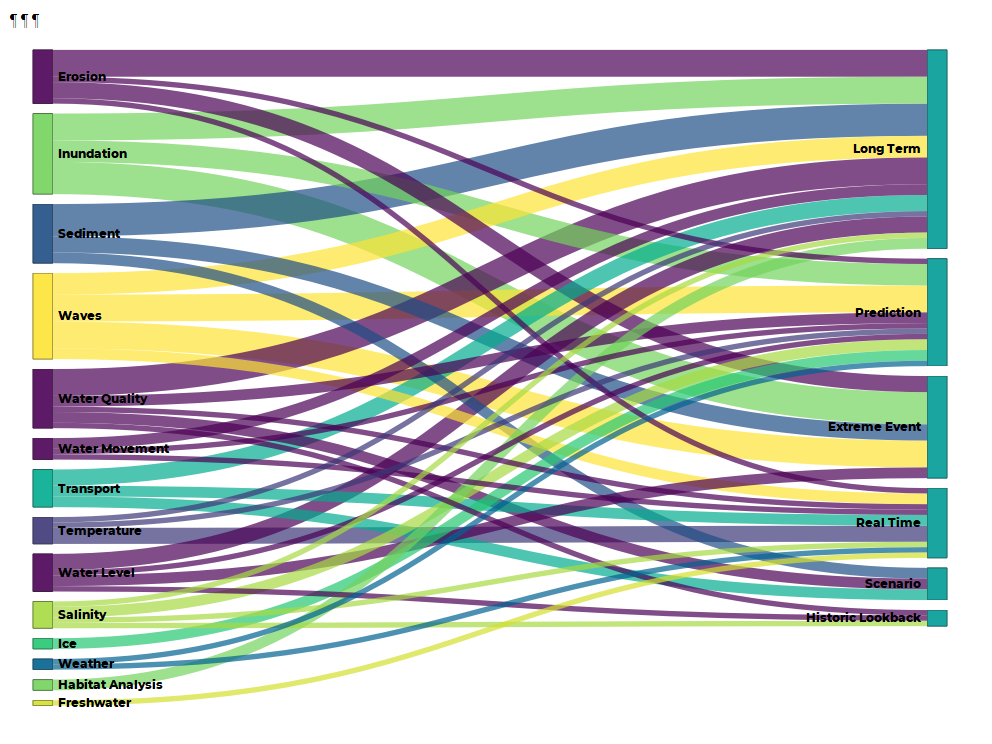 ¶ ¶ ¶
Erosion
Inundation
Sediment
Waves
Water Quality
Water Movement
Transport
Temperature
Water Level
Salinity
Ice
Weather
Habitat Analysis
Freshwater
Long Term
Prediction
Extreme Event
Real Time
Scenario
Historic Lookback